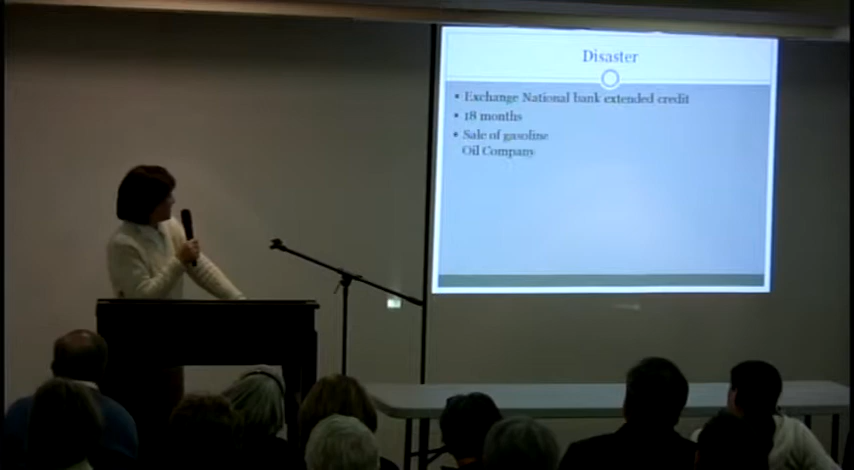 Disaster
Exchange National bank extended credit
18 months
Sale of gasoline
Oil Company